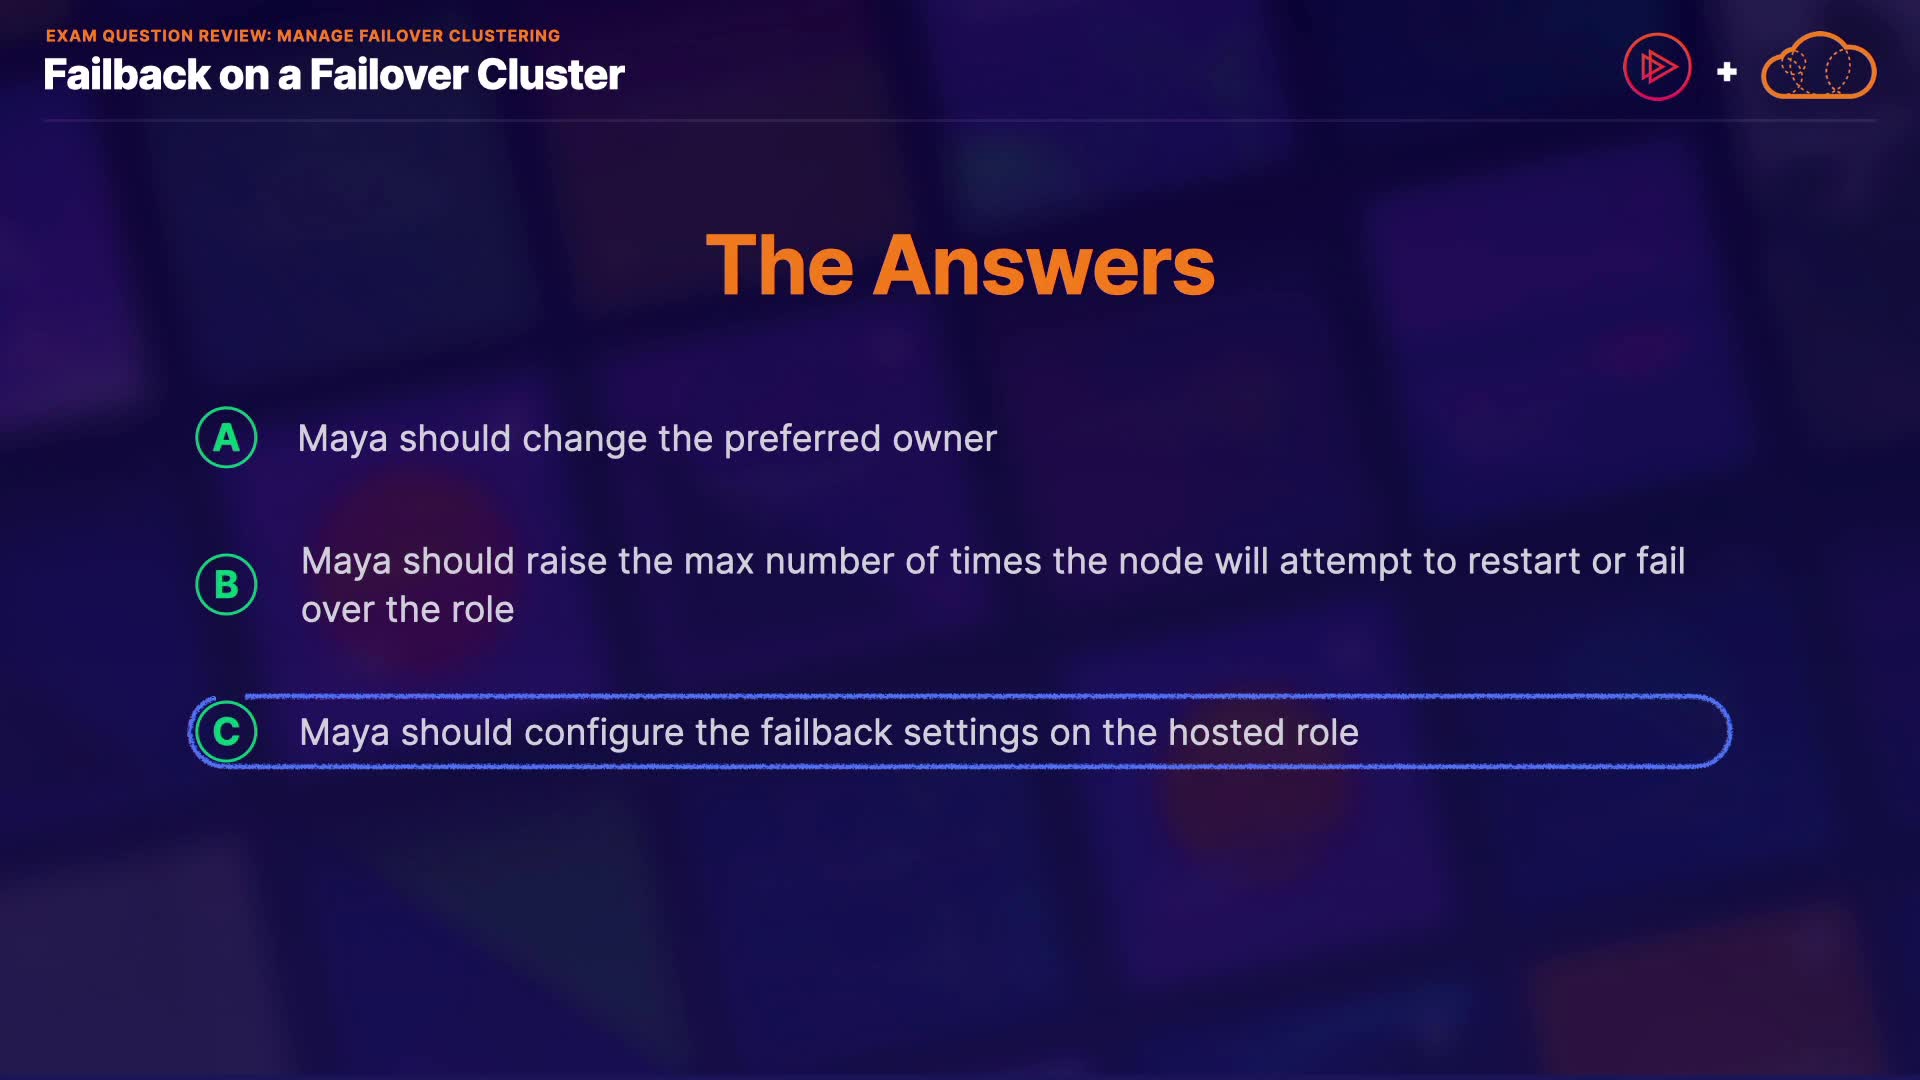 EXAM QUESTION REVIEW: MANAGE FAILOVER CLUSTERING
Failback on a Failover Cluster
+
The Answers
A Maya should change the preferred owner
B Maya should raise the max number of times the node will attempt to restart or fail
over the role
C Maya should configure the failback settings on the hosted role